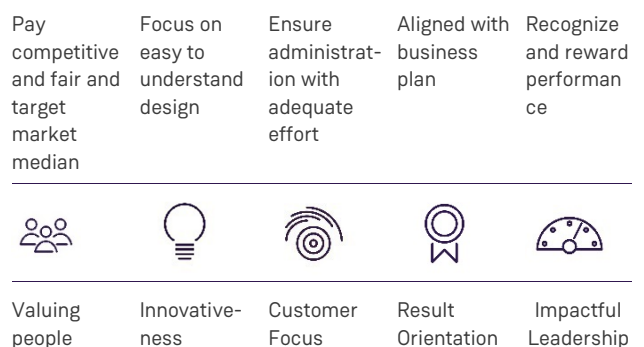 Pay
competitive
and fair and
target
market
median
Focus on
easy to
understand
design
Ensure
administrat-
ion with
adequate
effort
Aligned with
business
plan
Recognize
and reward
performan
ce
Valuing
people
Innovative-
ness
Customer
Focus
Result
Orientation
Impactful
Leadership